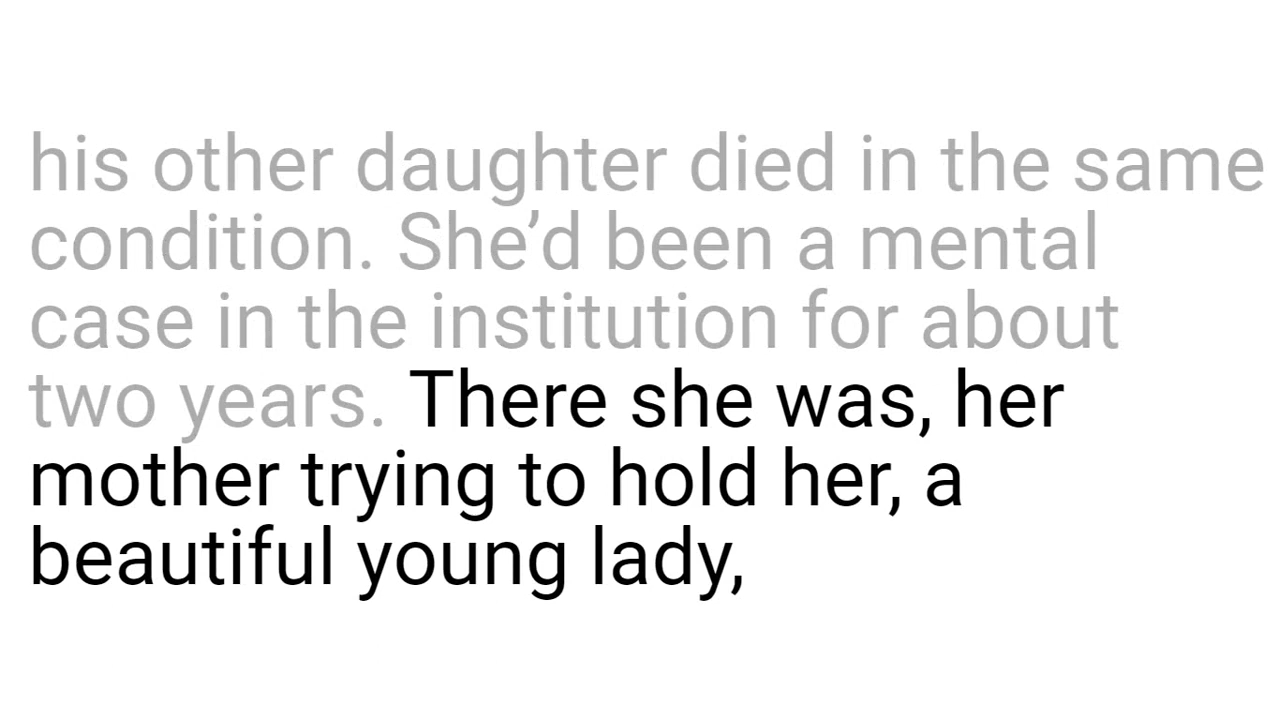 his other daughter died in the same
condition. She’d been a mental
case in the institution for about
two years. There she was, her
mother trying to hold her, a
beautiful young lady,